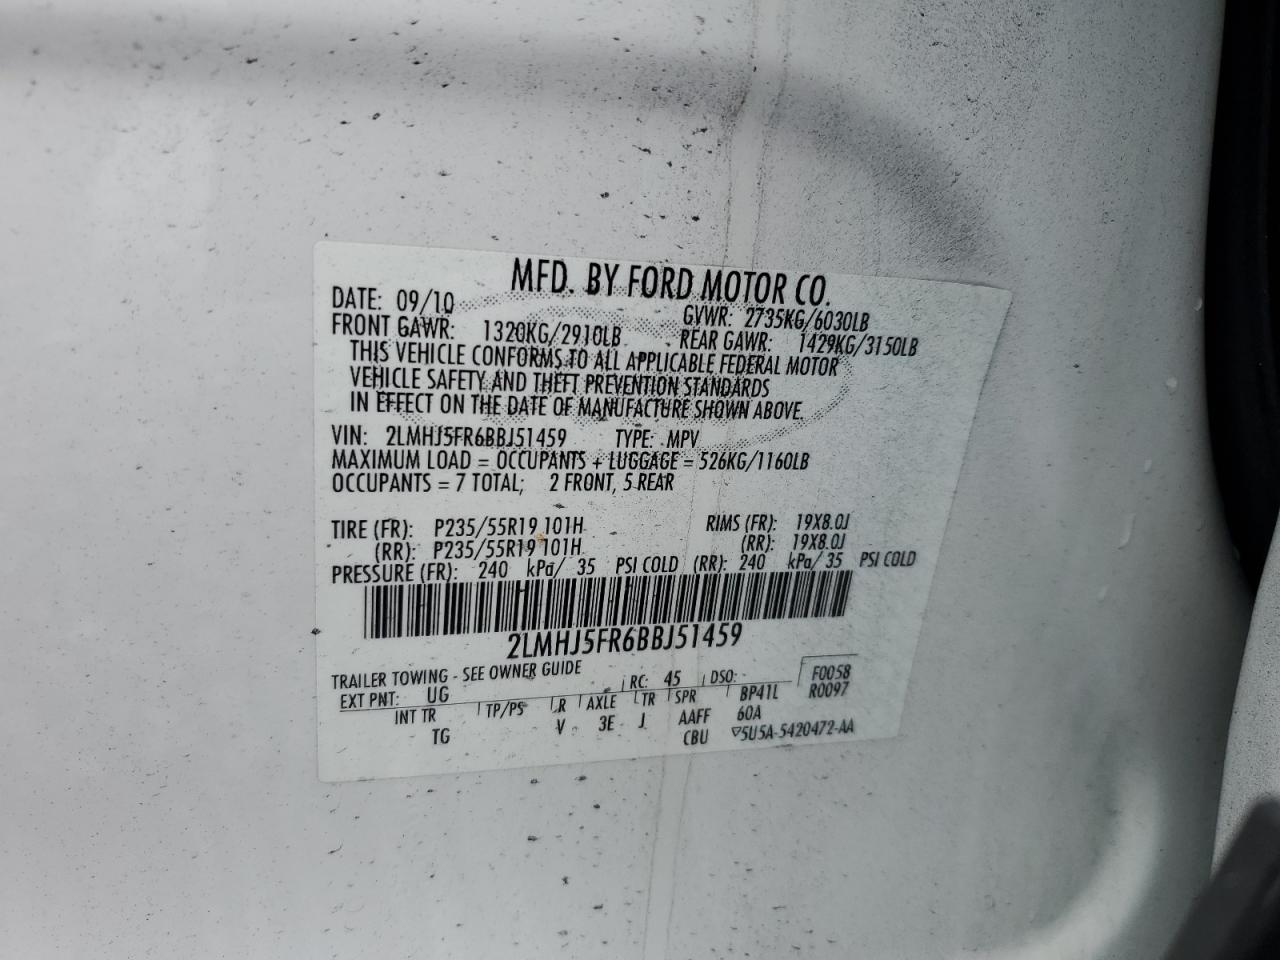 MFD. BY FORD MOTOR CO.
DATE: 09/10 GVWR: 2735KG/6030LB
FRONT GAWR: 1320KG/2910LB REAR GAWR: 1429KG/3150LB
THIS VEHICLE CONFORMS TO ALL APPLICABLE FEDERAL MOTOR
VEHICLE SAFETY AND THEFT PREVENTION STANDARDS
IN EFFECT ON THE DATE OF MANUFACTURE SHOWN ABOVE.
VIN: 2LMHJ5FR6BBJ51459 TYPE: MPV
MAXIMUM LOAD = OCCUPANTS + LUGGAGE = 526KG/1160LB
OCCUPANTS = 7 TOTAL; 2 FRONT, 5 REAR
TIRE (FR): P235/55R19 101H RIMS (FR): 19X8.0J
(RR): P235/55R19 101H (RR): 19X8.0J
PRESSURE (FR): 240 kPa/ 35 PSI COLD (RR): 240 kPa/ 35 PSI COLD
2LMHJ5FR6BBJ51459
TRAILER TOWING - SEE OWNER GUIDE
EXT PNT: UG RC: 45 DSO: F0058
INT TR TP/PS R AXLE TR SPR BP41L R0097
TG V 3E J AAFF 60A
CBU ▽5U5A-5420472-AA